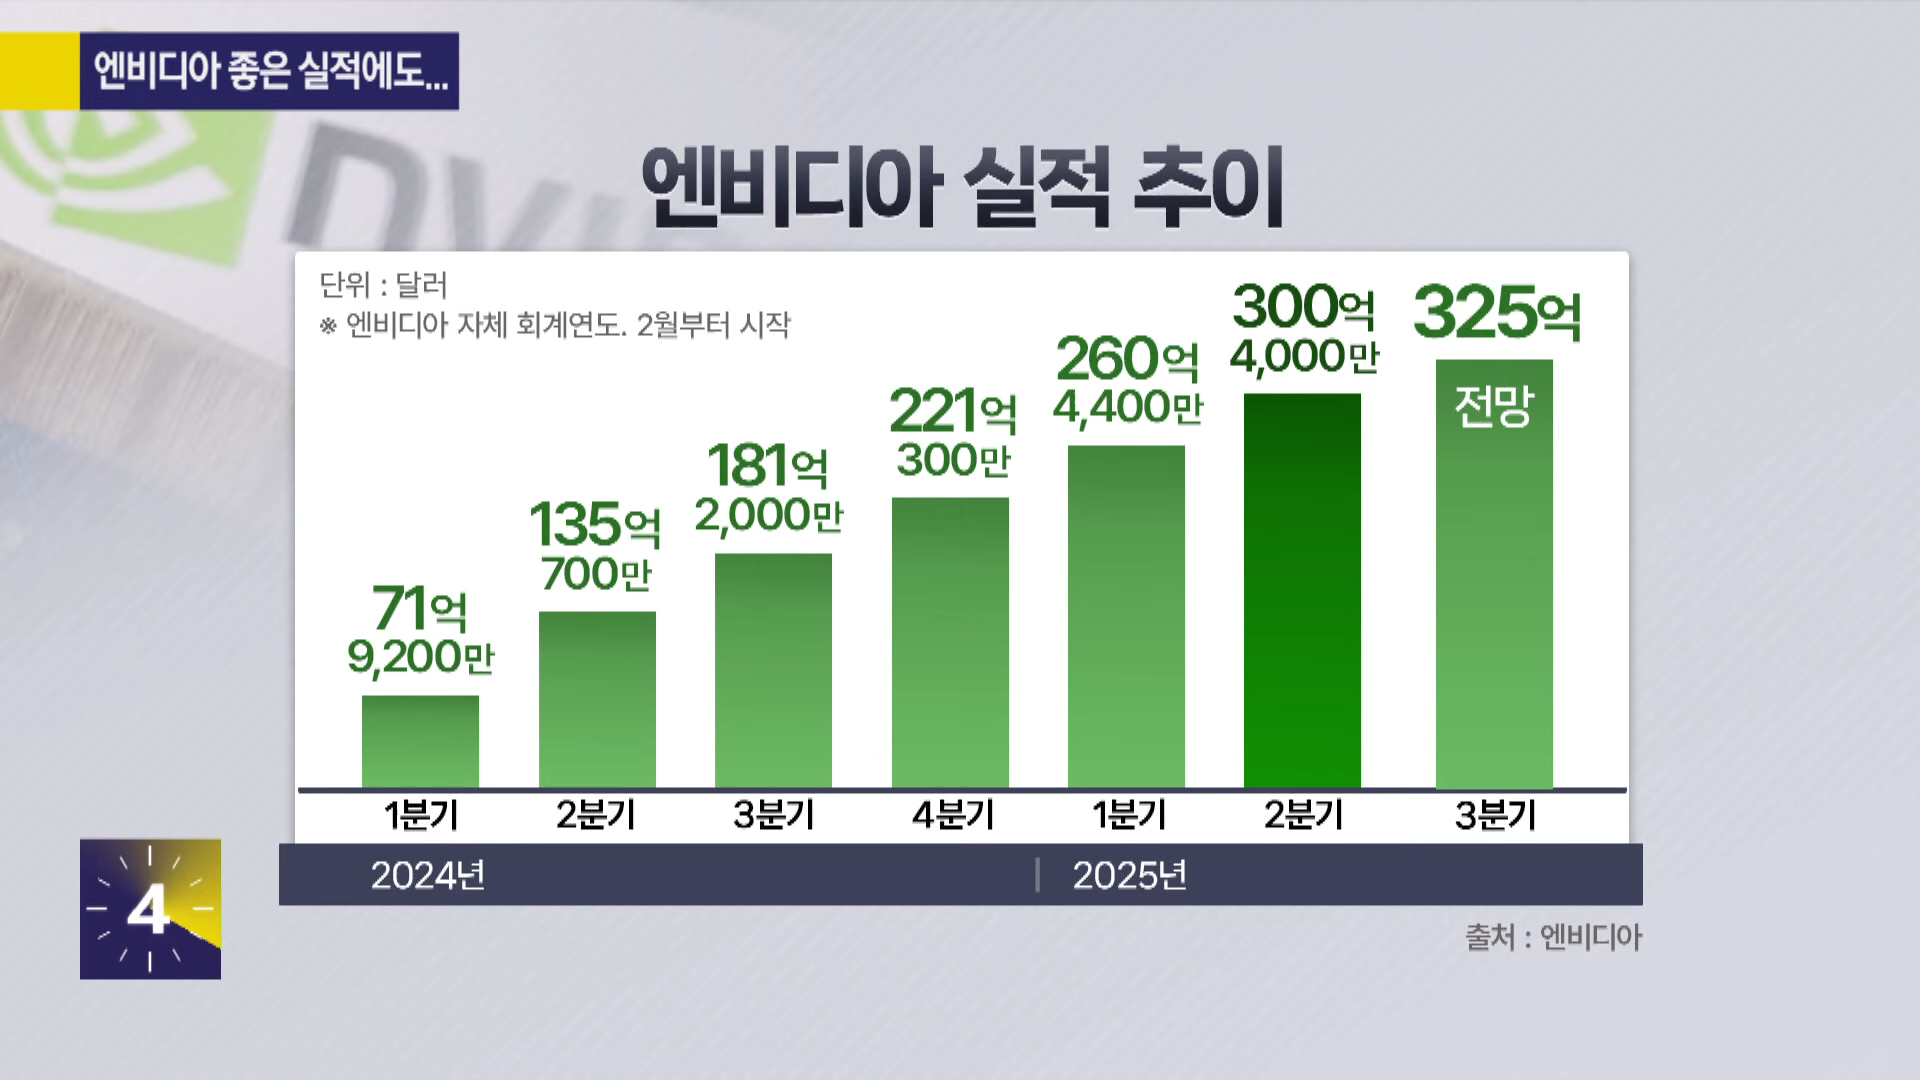 엔비디아 좋은 실적에도...
엔비디아 실적 추이
단위 : 달러
※ 엔비디아 자체 회계연도. 2월부터 시작
71억
9,200만
135억
700만
181억
2,000만
221억
300만
260억
4,400만
300억
4,000만
325억
전망
1분기 2분기 3분기 4분기 1분기 2분기 3분기
2024년 | 2025년
출처 : 엔비디아
4